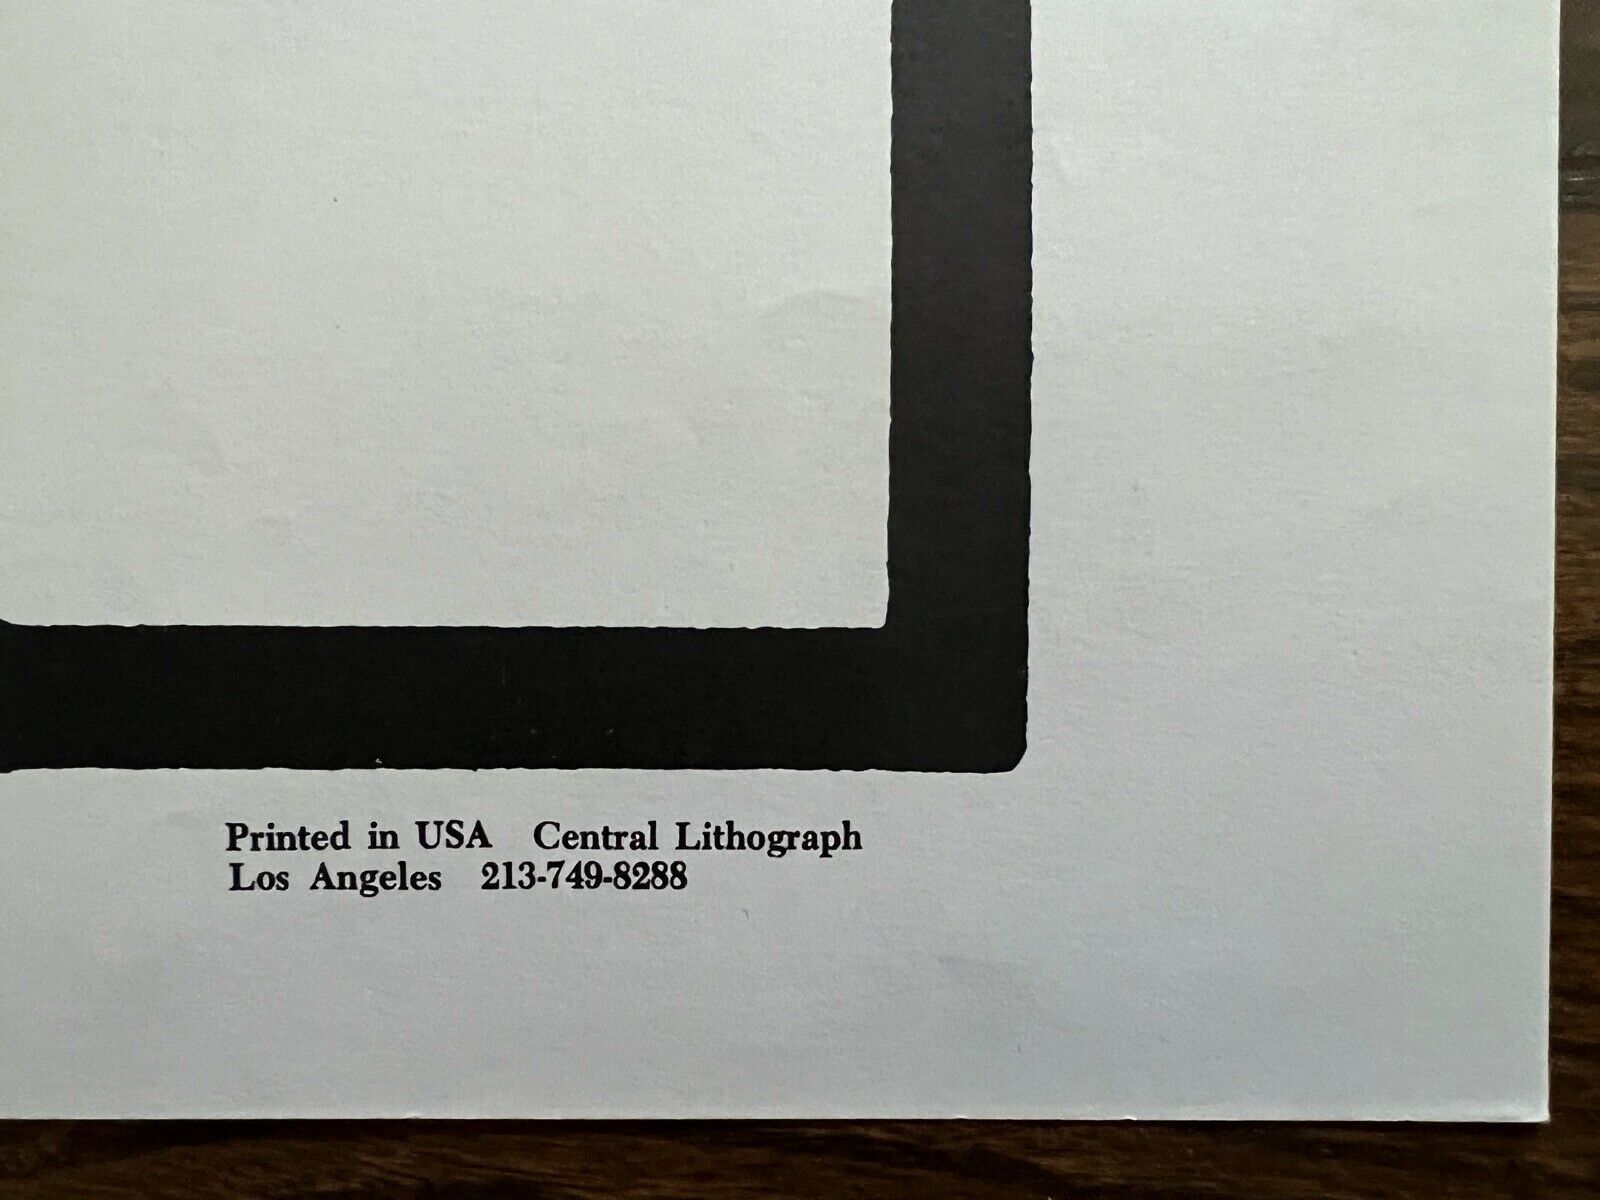 Printed in USA Central Lithograph
Los Angeles 213-749-8288